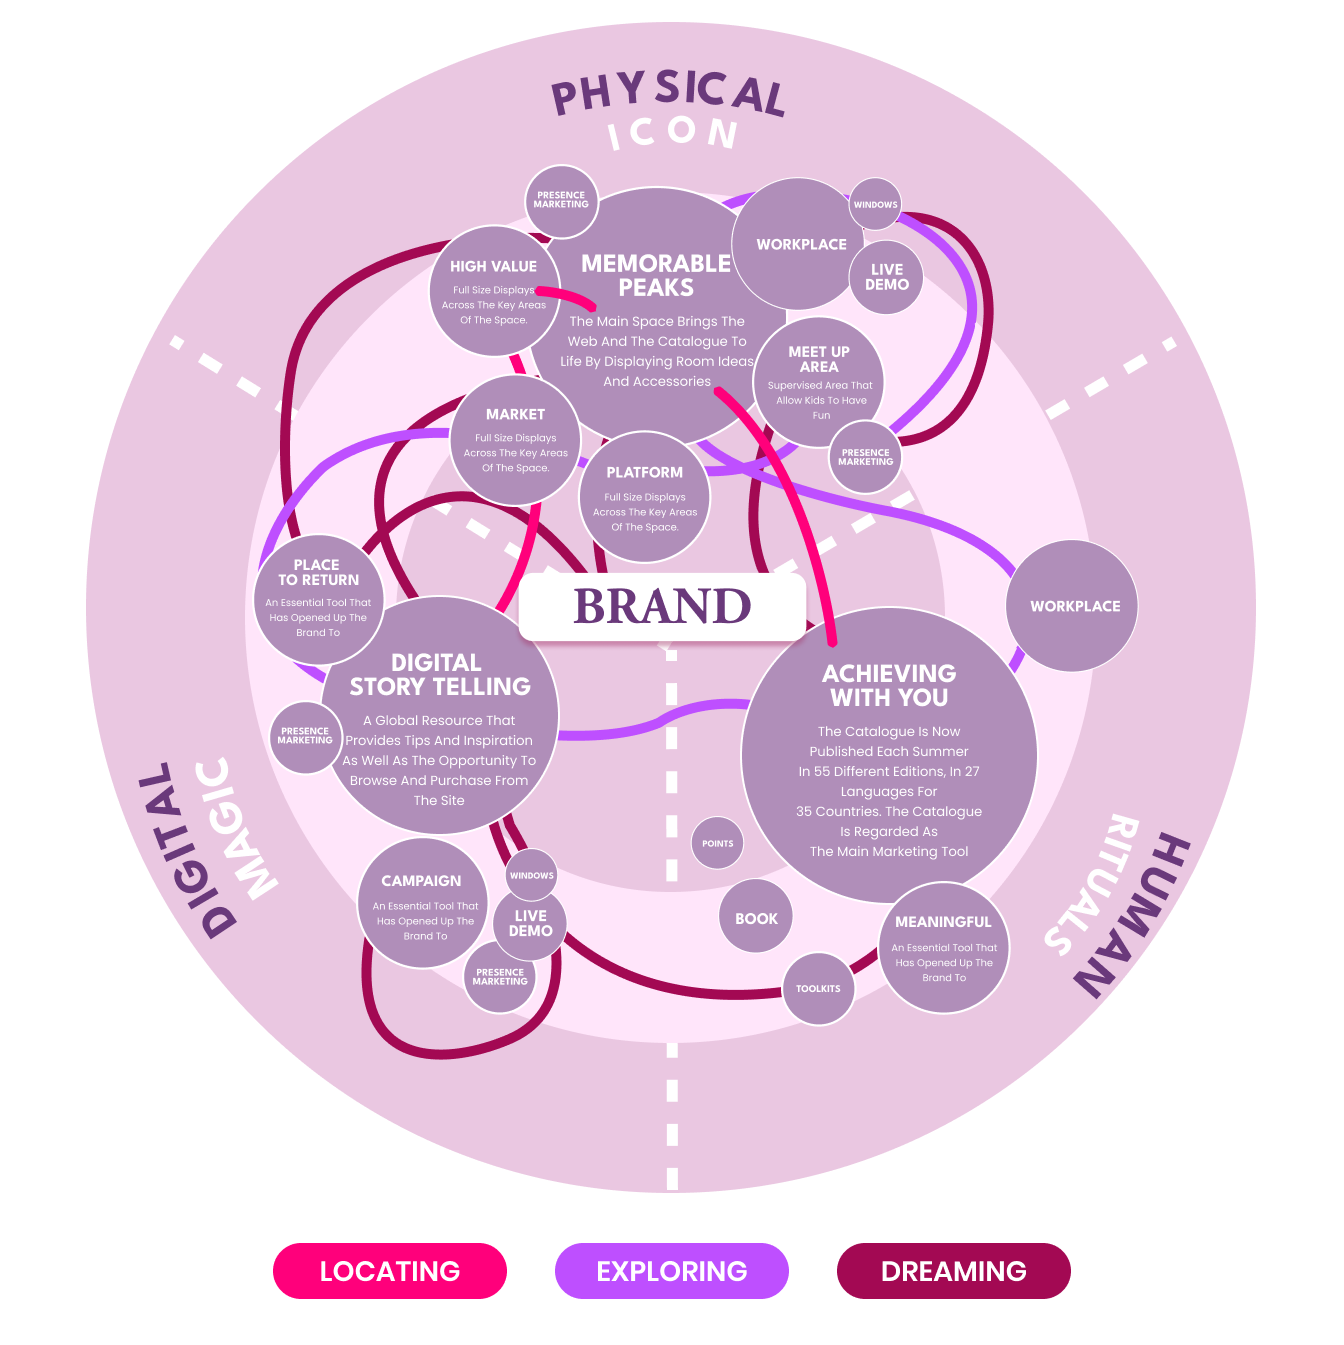 PHYSICAL
ICON
PRESENCE
MARKETING
HIGH VALUE
Full Size Displays
Across The Key Areas
Of The Space.
MEMORABLE
PEAKS
The Main Space Brings The
Web And The Catalogue To
Life By Displaying Room Ideas
And Accessories
WORKPLACE
WINDOWS
LIVE
DEMO
MEET UP
AREA
Supervised Area That
Allow Kids To Have
Fun
PRESENCE
MARKETING
MARKET
Full Size Displays
Across The Key Areas
Of The Space.
PLATFORM
Full Size Displays
Across The Key Areas
Of The Space.
BRAND
PLACE
TO RETURN
An Essential Tool That
Has Opened Up The
Brand To
DIGITAL
STORY TELLING
A Global Resource That
Provides Tips And Inspiration
As Well As The Opportunity To
Browse And Purchase From
The Site
PRESENCE
MARKETING
DIGITAL
MAGIC
CAMPAIGN
An Essential Tool That
Has Opened Up The
Brand To
WINDOWS
LIVE
DEMO
PRESENCE
MARKETING
WORKPLACE
ACHIEVING
WITH YOU
The Catalogue Is Now
Published Each Summer
In 55 Different Editions, In 27
Languages For
35 Countries. The Catalogue
Is Regarded As
The Main Marketing Tool
POINTS
BOOK
TOOLKITS
MEANINGFUL
An Essential Tool That
Has Opened Up The
Brand To
HUMAN
RITUALS
LOCATING
EXPLORING
DREAMING